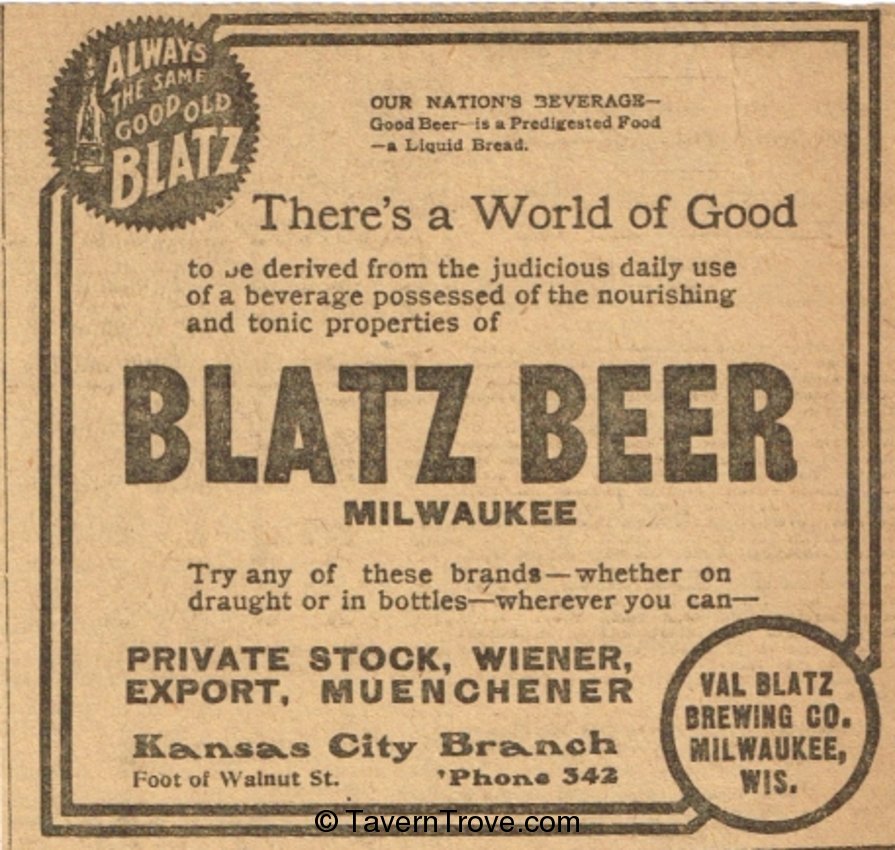 ALWAYS
THE SAME
GOOD OLD
BLATZ
OUR NATION'S BEVERAGE—
Good Beer—is a Predigested Food
—a Liquid Bread.
There's a World of Good
to be derived from the judicious daily use
of a beverage possessed of the nourishing
and tonic properties of
BLATZ BEER
MILWAUKEE
Try any of these brands—whether on
draught or in bottles—wherever you can—
PRIVATE STOCK, WIENER,
EXPORT, MUENCHENER
Kansas City Branch
Foot of Walnut St. 'Phone 342
VAL BLATZ
BREWING CO.
MILWAUKEE,
WIS.
© TavernTrove.com